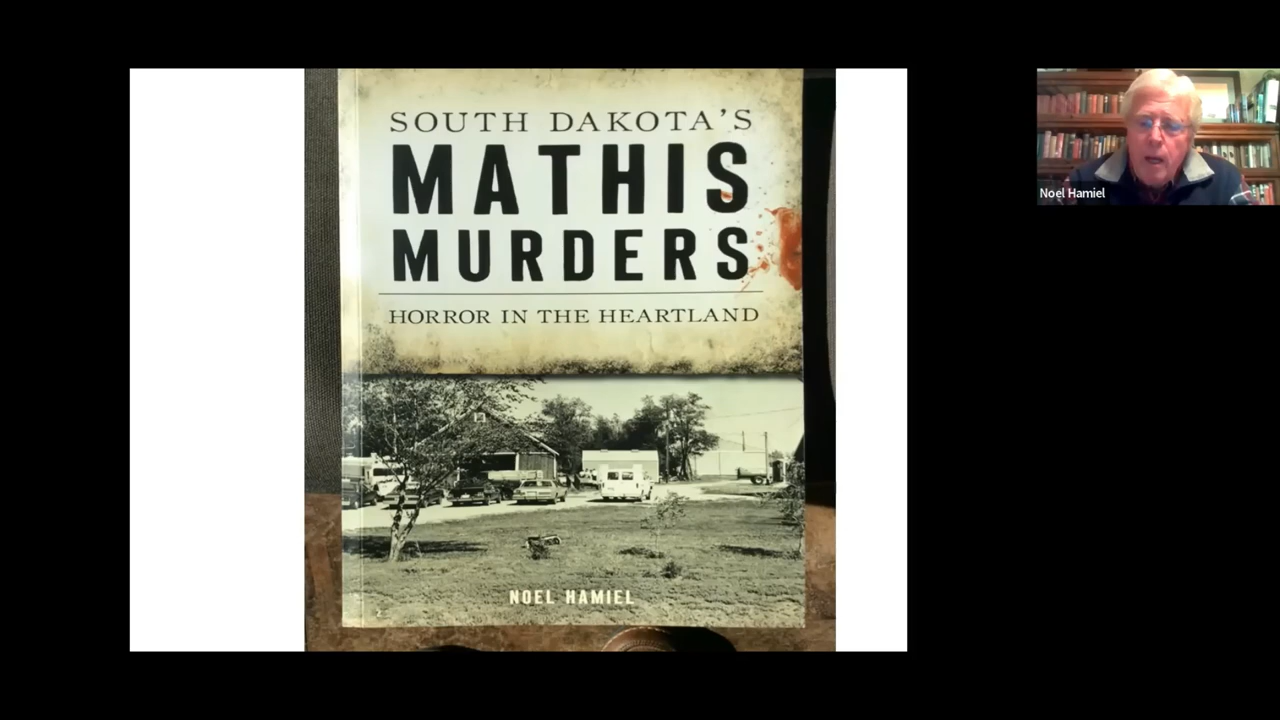 SOUTH DAKOTA'S
MATHIS
MURDERS
HORROR IN THE HEARTLAND
NOEL HAMIEL
Noel Hamiel